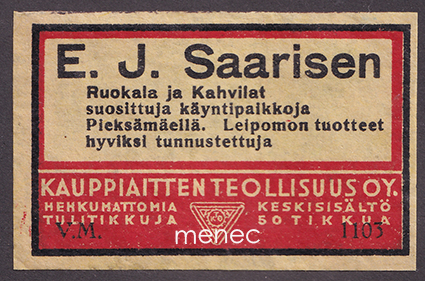 E. J. Saarisen
Ruokala ja Kahvilat
suosittuja käyntipaikkoja
Pieksämäellä. Leipomon tuotteet
hyviksi tunnustettuja
KAUPPIAITTEN TEOLLISUUS OY.
HEHKUMATTOMIA KESKISISÄLTÖ
TULITIKKUJA 50 TIKKUA
V.M. 1103
menec